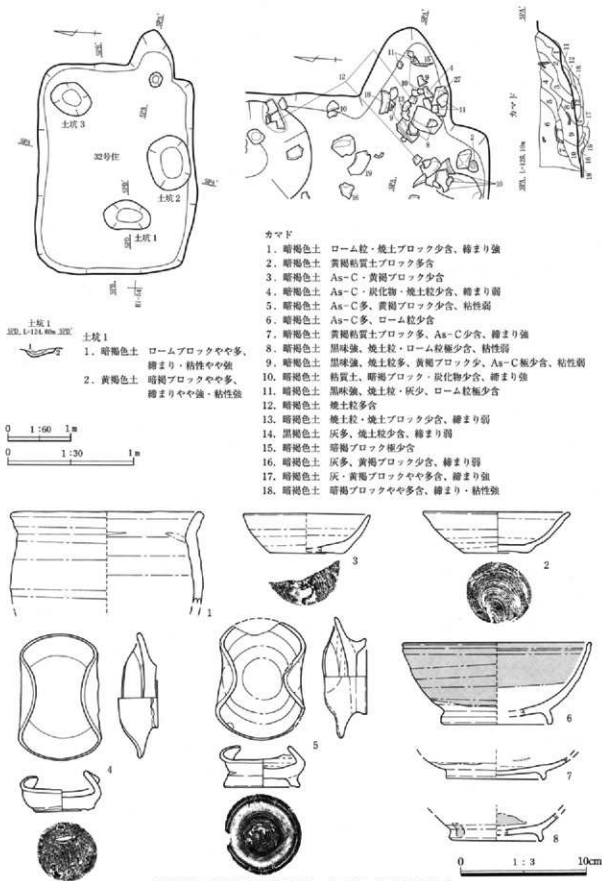 土坑3
32号住
土坑2
土坑1
カマド
カマド
1. 暗褐色土 ローム粒・焼土ブロック少含、締まり強
2. 暗褐色土 黄褐粘質土ブロック多含
3. 暗褐色土 As-C・黄褐ブロック少含
4. 暗褐色土 As-C・炭化物・焼土粒少含、締まり弱
5. 暗褐色土 As-C多、黄褐ブロック少含、粘性弱
6. 暗褐色土 As-C多、ローム粒少含
7. 暗褐色土 黄褐粘質土ブロック多、As-C少含、締まり強
8. 暗褐色土 黒味強、焼土粒・ローム粒極少含、粘性弱
9. 暗褐色土 黒味強、焼土粒多、黄褐ブロック少、As-C極少含、粘性弱
10. 暗褐色土 粘質土、暗褐ブロック・炭化物少含、締まり強
11. 暗褐色土 黒味強、焼土粒・灰少、ローム粒極少含
12. 暗褐色土 焼土粒多含
13. 暗褐色土 焼土粒・焼土ブロック少含、締まり弱
14. 黒褐色土 灰多、焼土粒少含、締まり弱
15. 暗褐色土 暗褐ブロック極少含
16. 暗褐色土 灰多、黄褐ブロック少含、締まり弱
17. 暗褐色土 灰・黄褐ブロックやや多含、締まり強
18. 暗褐色土 暗褐ブロックやや多含、締まり・粘性強
土坑1
L=124.60m
土坑1
1. 暗褐色土 ロームブロックやや多、
締まり・粘性やや強
2. 黄褐色土 暗褐ブロックやや多、
締まりやや強・粘性強
0 1:60 1m
0 1:30 1m
1
3
2
4
5
6
7
8
0 1:3 10cm